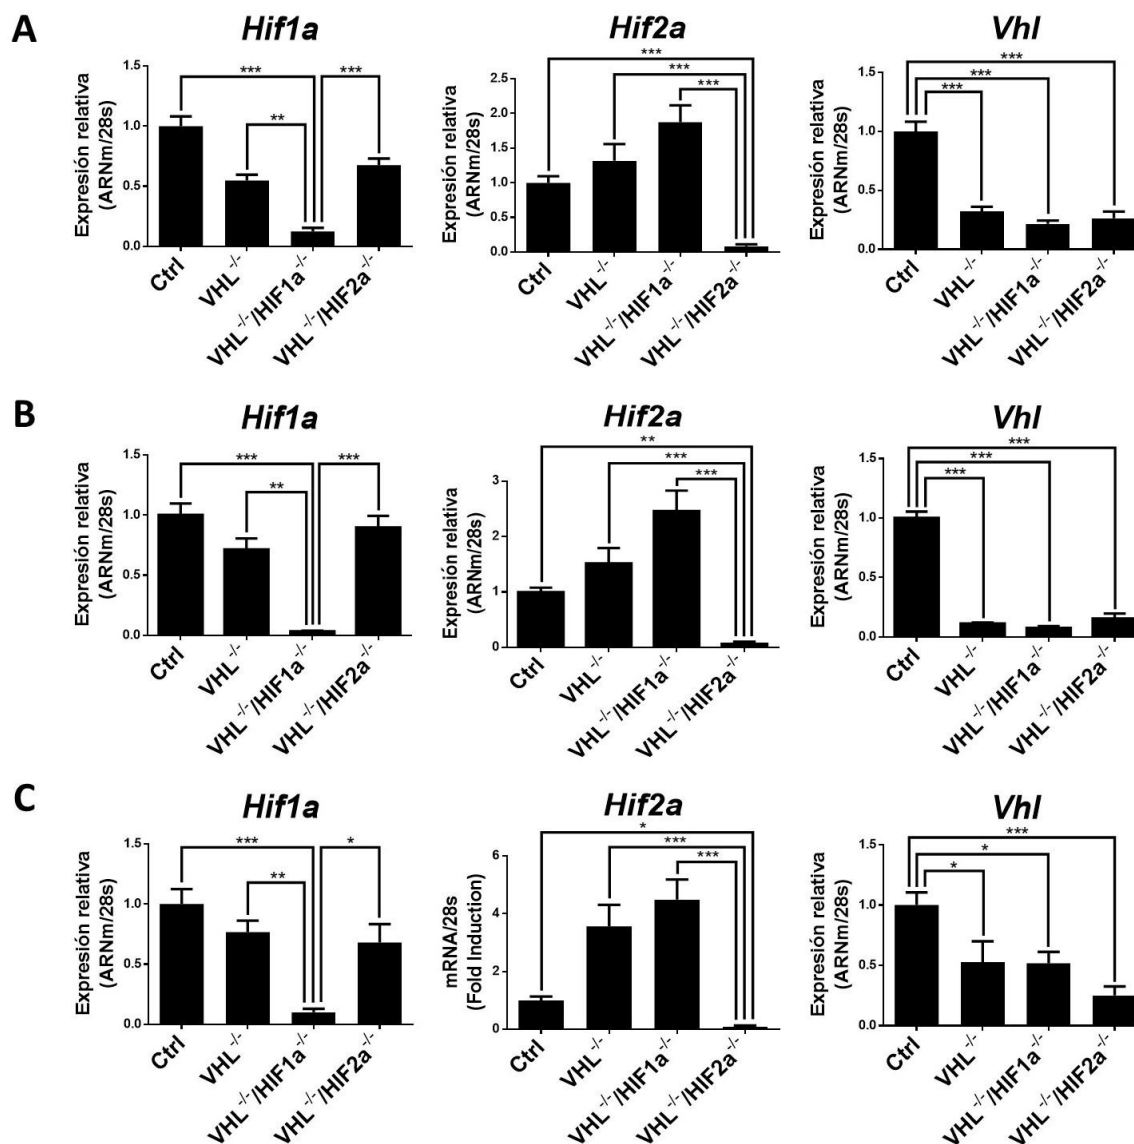 A
Hif1a
Expresión relativa
(ARNm/28s)
1.5
1.0
0.5
0.0
***
***
**
Ctrl
VHL-/-
VHL-/-/HIF1a-/-
VHL-/-/HIF2a-/-
Hif2a
Expresión relativa
(ARNm/28s)
2.5
2.0
1.5
1.0
0.5
0.0
***
***
***
Ctrl
VHL-/-
VHL-/-/HIF1a-/-
VHL-/-/HIF2a-/-
Vhl
Expresión relativa
(ARNm/28s)
1.5
1.0
0.5
0.0
***
***
***
Ctrl
VHL-/-
VHL-/-/HIF1a-/-
VHL-/-/HIF2a-/-
B
Hif1a
Expresión relativa
(ARNm/28s)
1.5
1.0
0.5
0.0
***
***
**
Ctrl
VHL-/-
VHL-/-/HIF1a-/-
VHL-/-/HIF2a-/-
Hif2a
Expresión relativa
(ARNm/28s)
3
2
1
0
**
***
***
Ctrl
VHL-/-
VHL-/-/HIF1a-/-
VHL-/-/HIF2a-/-
Vhl
Expresión relativa
(ARNm/28s)
1.5
1.0
0.5
0.0
***
***
***
Ctrl
VHL-/-
VHL-/-/HIF1a-/-
VHL-/-/HIF2a-/-
C
Hif1a
Expresión relativa
(ARNm/28s)
1.5
1.0
0.5
0.0
***
*
**
Ctrl
VHL-/-
VHL-/-/HIF1a-/-
VHL-/-/HIF2a-/-
Hif2a
mRNA/28s
(Fold Induction)
6
4
2
0
*
***
***
Ctrl
VHL-/-
VHL-/-/HIF1a-/-
VHL-/-/HIF2a-/-
Vhl
Expresión relativa
(ARNm/28s)
1.5
1.0
0.5
0.0
***
*
*
Ctrl
VHL-/-
VHL-/-/HIF1a-/-
VHL-/-/HIF2a-/-